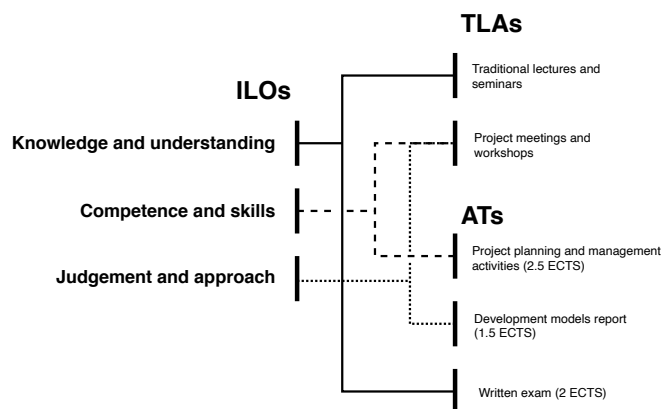 TLAs
Traditional lectures and
seminars
ILOs
Knowledge and understanding
Project meetings and
workshops
Competence and skills
ATs
Project planning and management
activities (2.5 ECTS)
Judgement and approach
Development models report
(1.5 ECTS)
Written exam (2 ECTS)